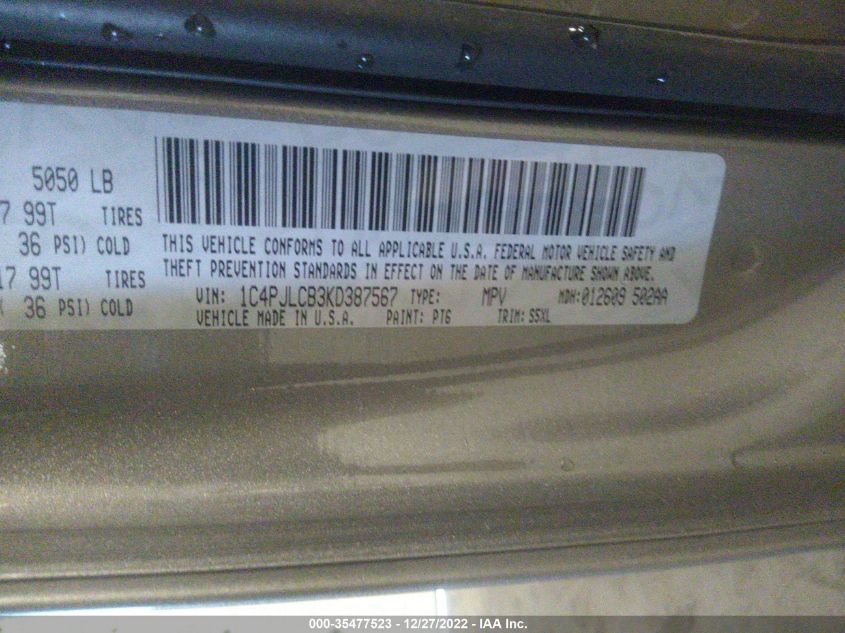 5050 LB
7 99T TIRES
36 PSI) COLD
17 99T TIRES
36 PSI) COLD
THIS VEHICLE CONFORMS TO ALL APPLICABLE U.S.A. FEDERAL MOTOR VEHICLE SAFETY AND
THEFT PREVENTION STANDARDS IN EFFECT ON THE DATE OF MANUFACTURE SHOWN ABOVE.
VIN: 1C4PJLCB3KD387567 TYPE: MPV MDH:012609 502AA
VEHICLE MADE IN U.S.A. PAINT: PT6 TRIM: S5XL
000-35477523 - 12/27/2022 - IAA Inc.